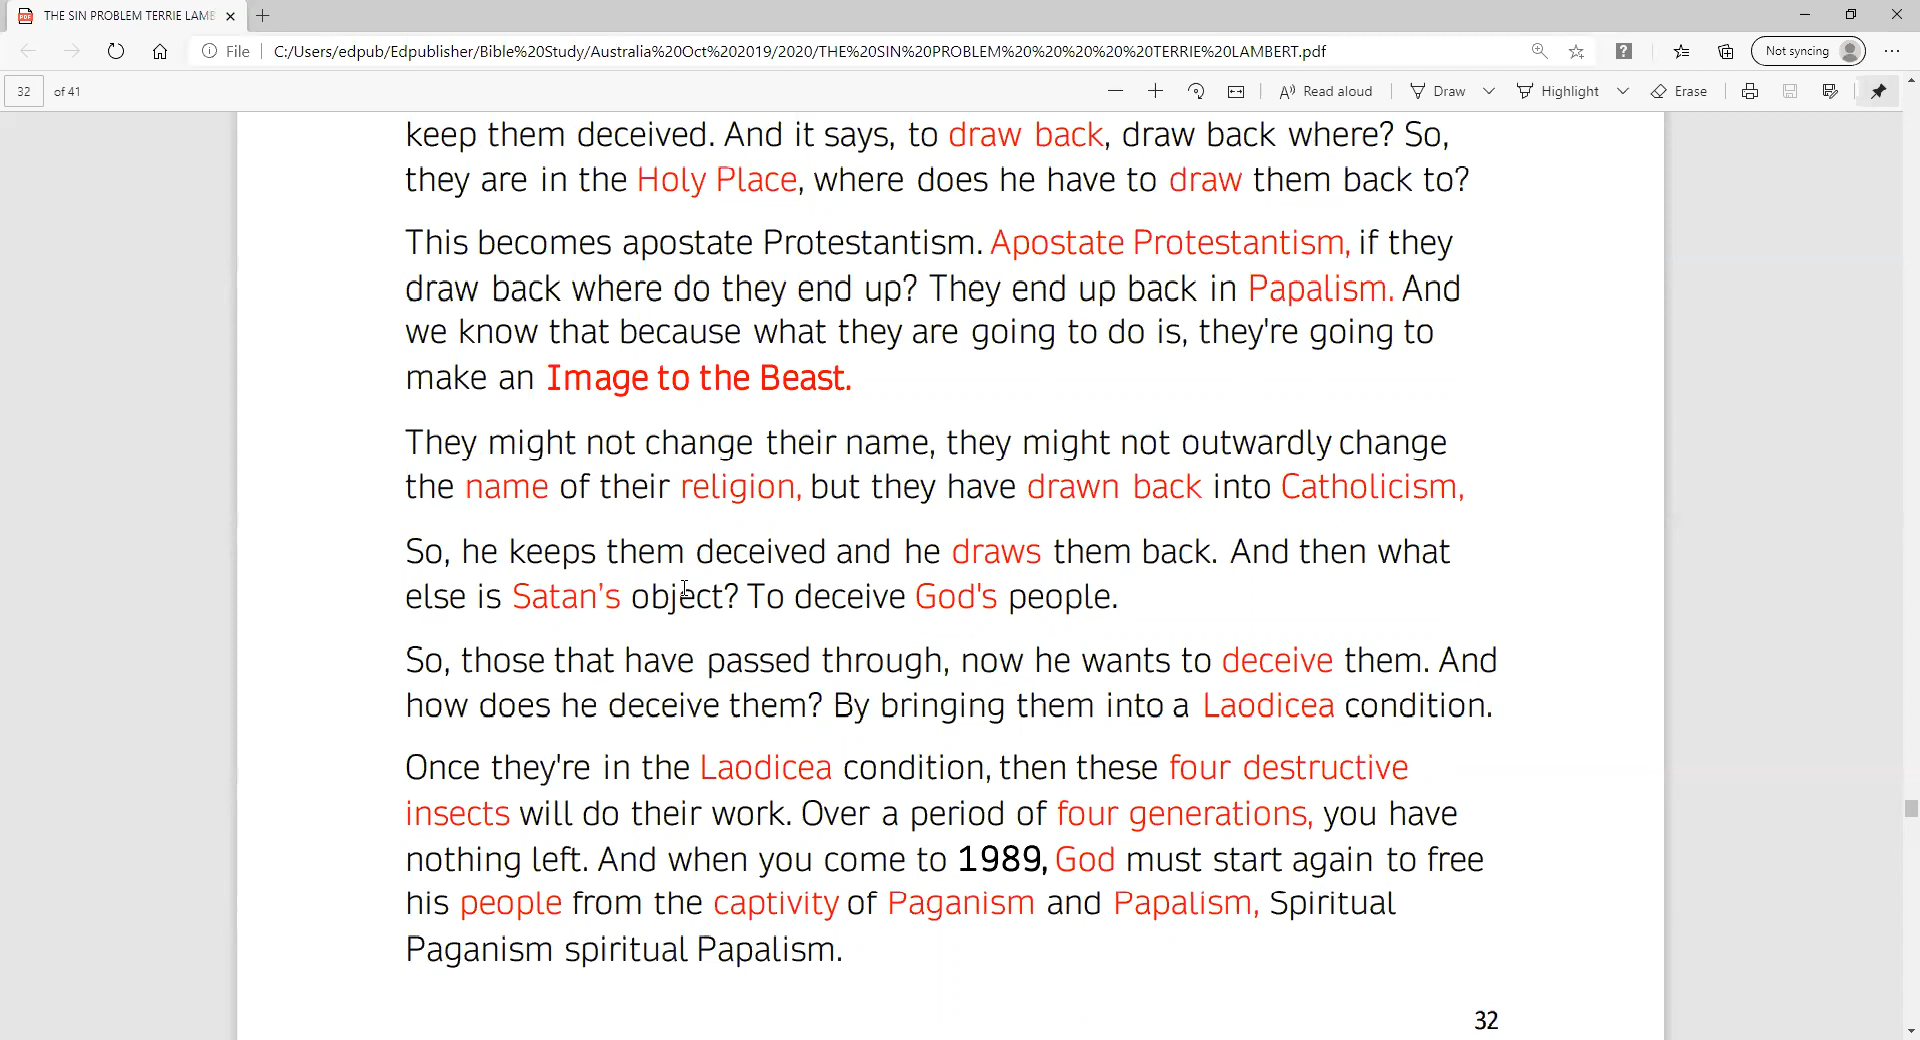 THE SIN PROBLEM TERRIE LAMB
File
C:/Users/edpub/Edpublisher/Bible%20Study/Australia%20Oct%202019/2020/THE%20SIN%20PROBLEM%20%20%20%20%20TERRIE%20LAMBERT.pdf
Not syncing
32 of 41
Read aloud
Draw
Highlight
Erase
keep them deceived. And it says, to draw back, draw back where? So,
they are in the Holy Place, where does he have to draw them back to?
This becomes apostate Protestantism. Apostate Protestantism, if they
draw back where do they end up? They end up back in Papalism. And
we know that because what they are going to do is, they're going to
make an Image to the Beast.
They might not change their name, they might not outwardly change
the name of their religion, but they have drawn back into Catholicism,
So, he keeps them deceived and he draws them back. And then what
else is Satan's object? To deceive God's people.
So, those that have passed through, now he wants to deceive them. And
how does he deceive them? By bringing them into a Laodicea condition.
Once they're in the Laodicea condition, then these four destructive
insects will do their work. Over a period of four generations, you have
nothing left. And when you come to 1989, God must start again to free
his people from the captivity of Paganism and Papalism, Spiritual
Paganism spiritual Papalism.
32